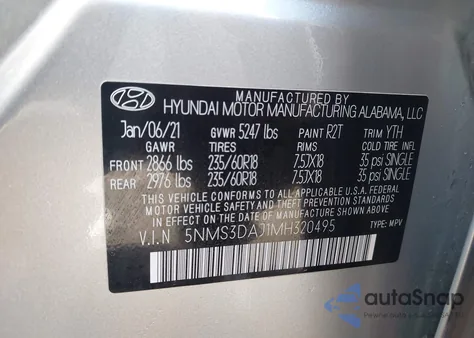 MANUFACTURED BY
HYUNDAI MOTOR MANUFACTURING ALABAMA, LLC
Jan/06/21 GVWR 5247 lbs PAINT R2T TRIM YTH
GAWR TIRES RIMS COLD TIRE INFL
FRONT 2866 lbs 235/60R18 7.5JX18 35 psi SINGLE
REAR 2976 lbs 235/60R18 7.5JX18 35 psi SINGLE
THIS VEHICLE CONFORMS TO ALL APPLICABLE FEDERAL
MOTOR VEHICLE SAFETY AND THEFT PREVENTION
STANDARDS IN EFFECT ON THE DATE OF
MANUFACTURE SHOWN ABOVE.
V.I.N 5NMS3DAJ1MH320495 TYPE: MPV
autoSnap